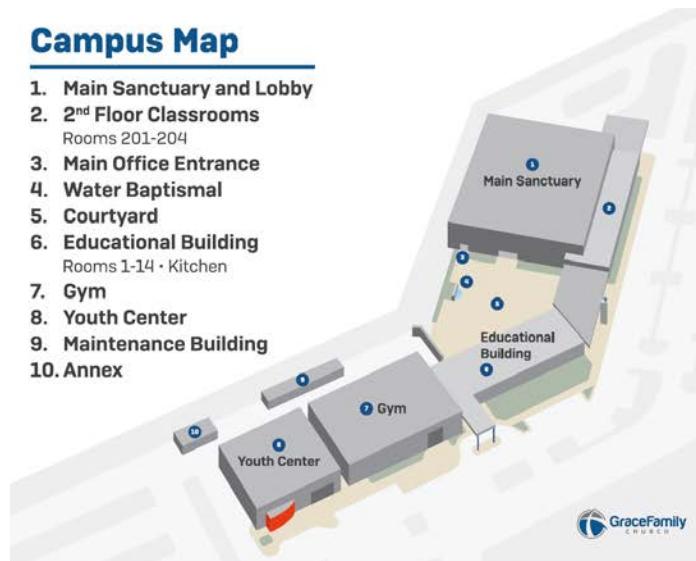 Campus Map
1. Main Sanctuary and Lobby
2. 2nd Floor Classrooms
Rooms 201-204
3. Main Office Entrance
4. Water Baptismal
5. Courtyard
6. Educational Building
Rooms 1-14 • Kitchen
7. Gym
8. Youth Center
9. Maintenance Building
10. Annex
1
Main Sanctuary
2
3
4
5
Educational
Building
6
7 Gym
9
10
8
Youth Center
GraceFamily
CHURCH